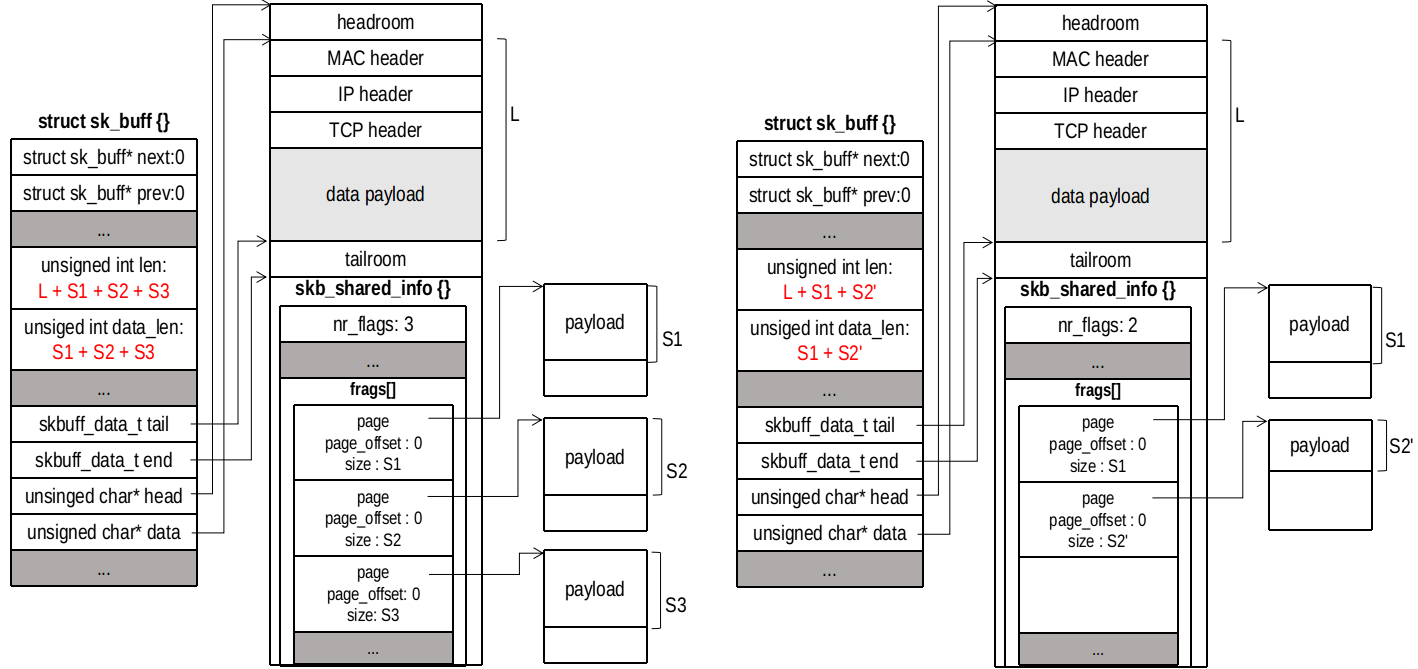 struct sk_buff {}
struct sk_buff* next:0
struct sk_buff* prev:0
...
unsigned int len:
L + S1 + S2 + S3
unsiged int data_len:
S1 + S2 + S3
...
skbuff_data_t tail
skbuff_data_t end
unsinged char* head
unsigned char* data
...
headroom
MAC header
IP header
TCP header
data payload
L
tailroom
skb_shared_info {}
nr_flags: 3
...
frags[]
page
page_offset : 0
size : S1
page
page_offset : 0
size : S2
page
page_offset: 0
size: S3
...
payload
S1
payload
S2
payload
S3
struct sk_buff {}
struct sk_buff* next:0
struct sk_buff* prev:0
...
unsigned int len:
L + S1 + S2'
unsiged int data_len:
S1 + S2'
...
skbuff_data_t tail
skbuff_data_t end
unsinged char* head
unsigned char* data
...
headroom
MAC header
IP header
TCP header
data payload
L
tailroom
skb_shared_info {}
nr_flags: 2
...
frags[]
page
page_offset : 0
size : S1
page
page_offset : 0
size : S2'
...
payload
S1
payload
S2'